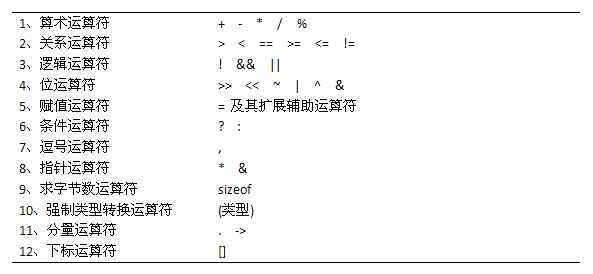 1、算术运算符 + - * / %
2、关系运算符 > < == >= <= !=
3、逻辑运算符 ! && ||
4、位运算符 >> << ~ | ^ &
5、赋值运算符 = 及其扩展辅助运算符
6、条件运算符 ? :
7、逗号运算符 ,
8、指针运算符 * &
9、求字节数运算符 sizeof
10、强制类型转换运算符 (类型)
11、分量运算符 . ->
12、下标运算符 []